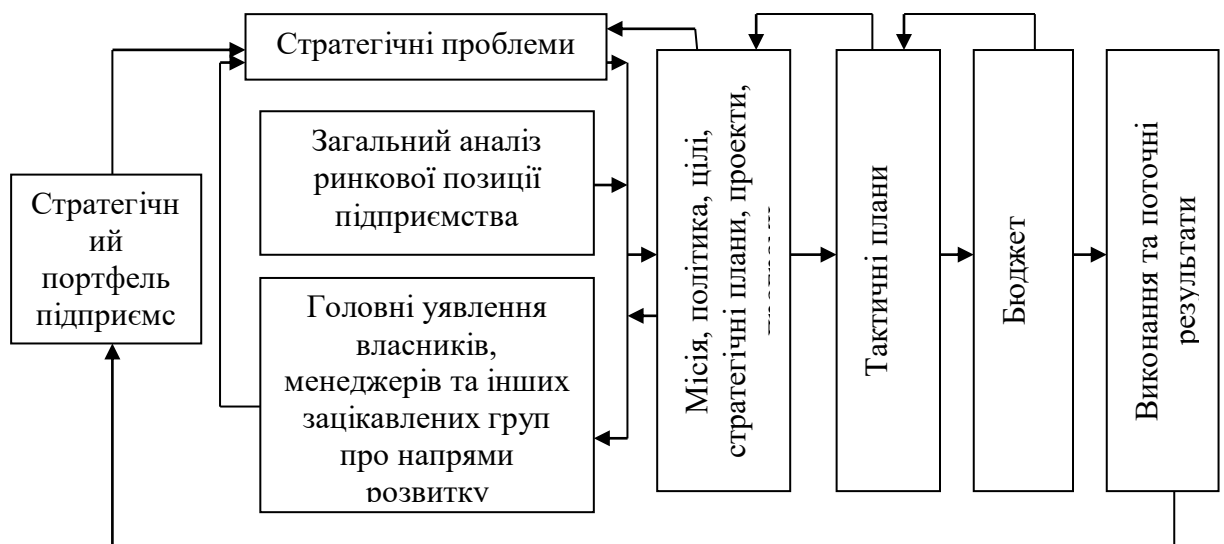 Стратегічні проблеми
Загальний аналіз
ринкової позиції
підприємства
Стратегічн
ий
портфель
підприємс
Головні уявлення
власників,
менеджерів та інших
зацікавлених груп
про напрями
розвитку
Місія, політика, цілі,
стратегічні плани, проекти,
Тактичні плани
Бюджет
Виконання та поточні
результати